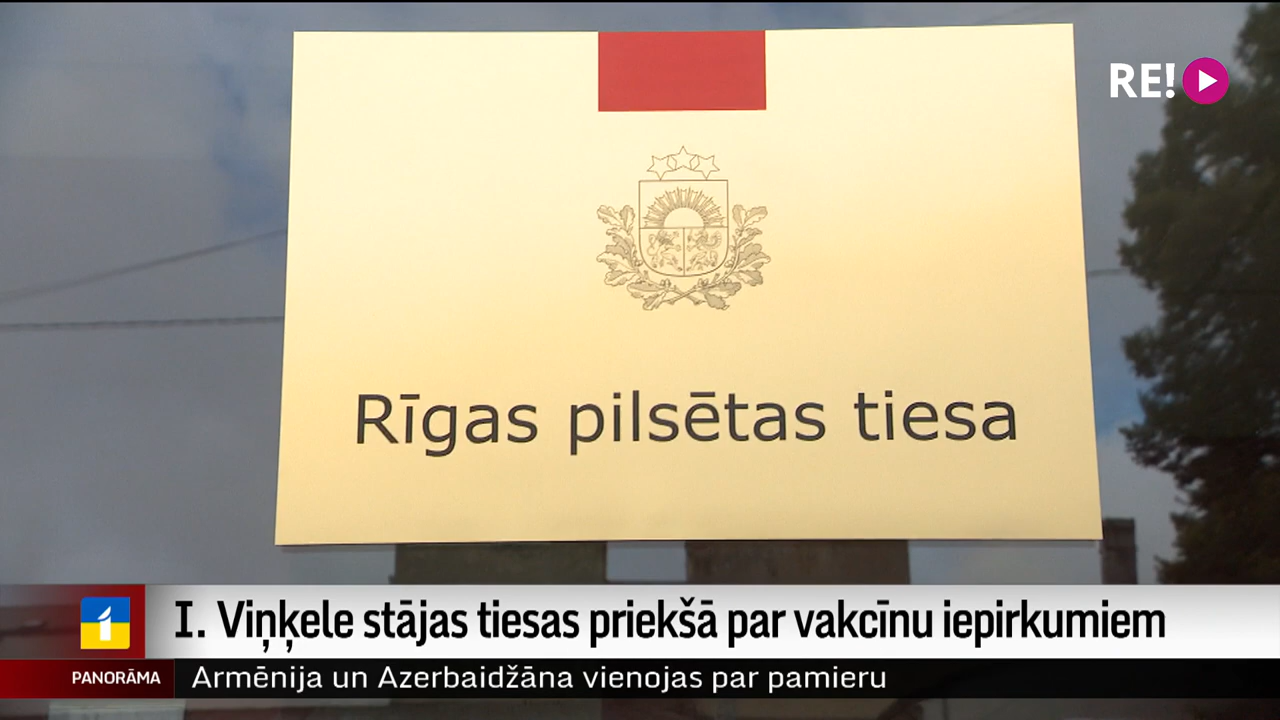 RE!
Rīgas pilsētas tiesa
1
I. Viņķele stājas tiesas priekšā par vakcīnu iepirkumiem
PANORĀMA
Armēnija un Azerbaidžāna vienojas par pamieru